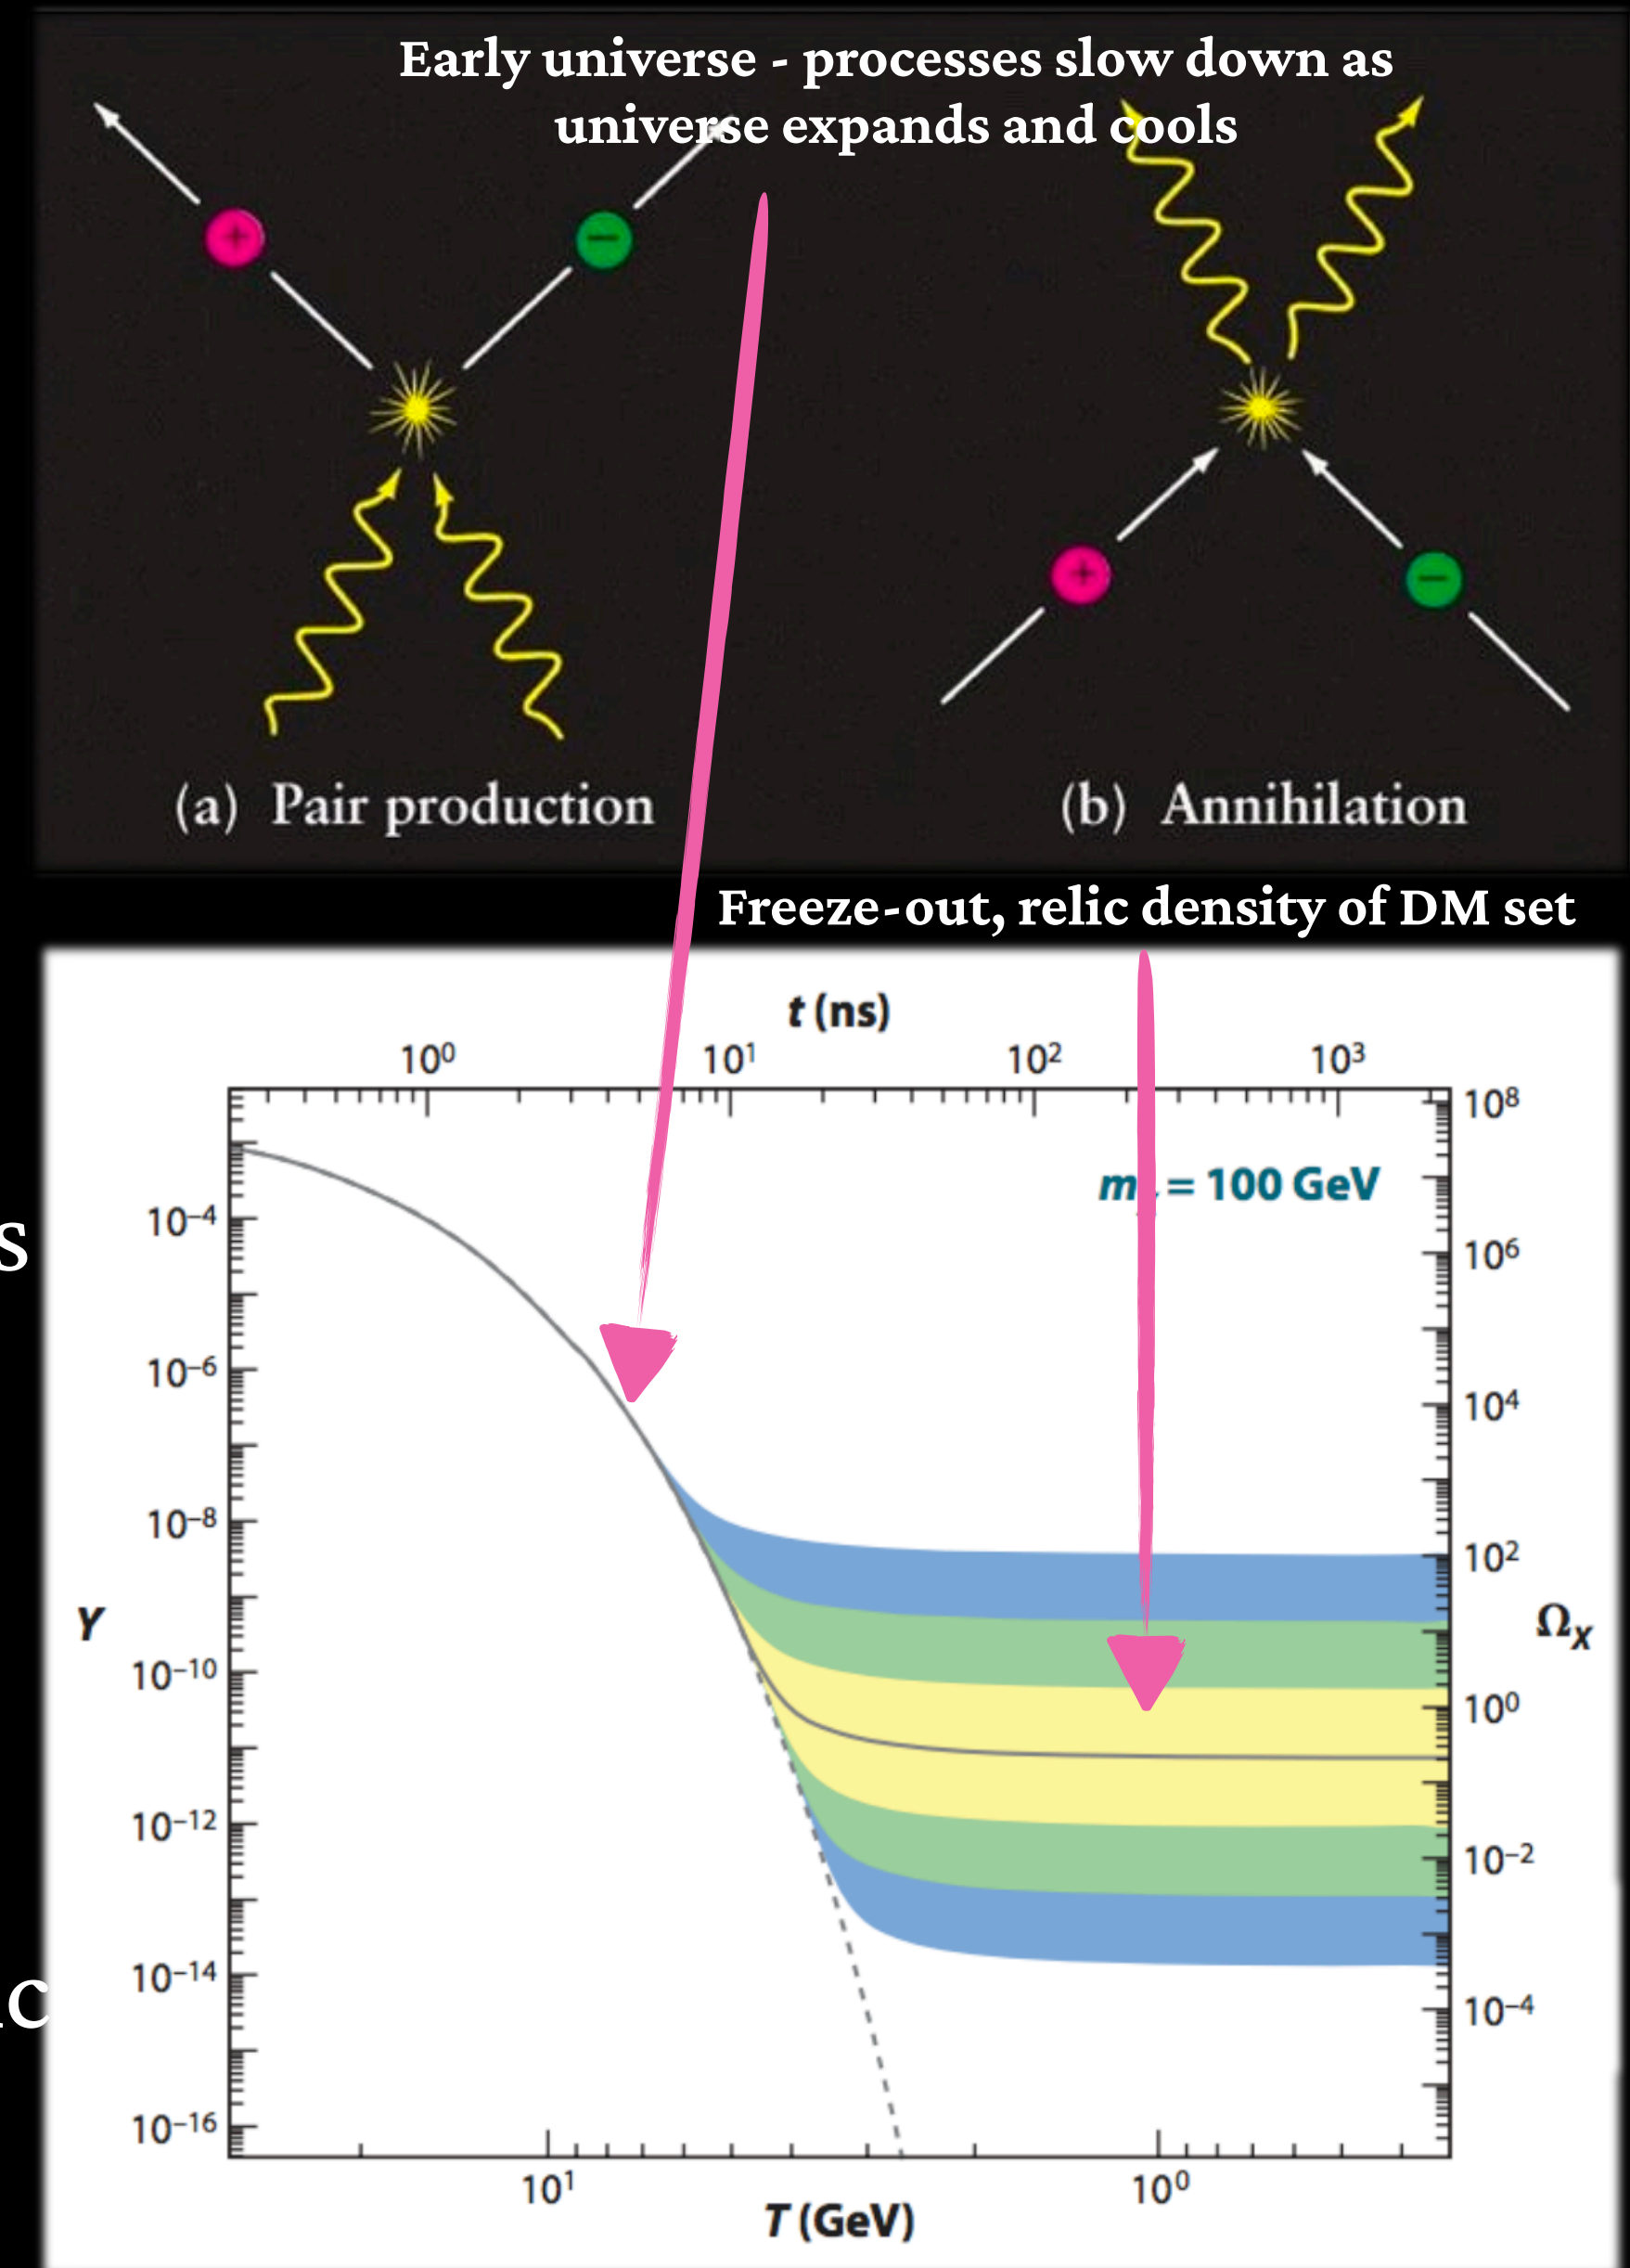 Early universe - processes slow down as
universe expands and cools
+
−
+
−
(a) Pair production
(b) Annihilation
Freeze-out, relic density of DM set
t (ns)
10⁰ 10¹ 10² 10³
m = 100 GeV
10⁻⁴
10⁻⁶
10⁻⁸
10⁻¹⁰
10⁻¹²
10⁻¹⁴
10⁻¹⁶
Y
10⁸
10⁶
10⁴
10²
10⁰
10⁻²
10⁻⁴
Ωχ
10¹ 10⁰
T (GeV)
s
c